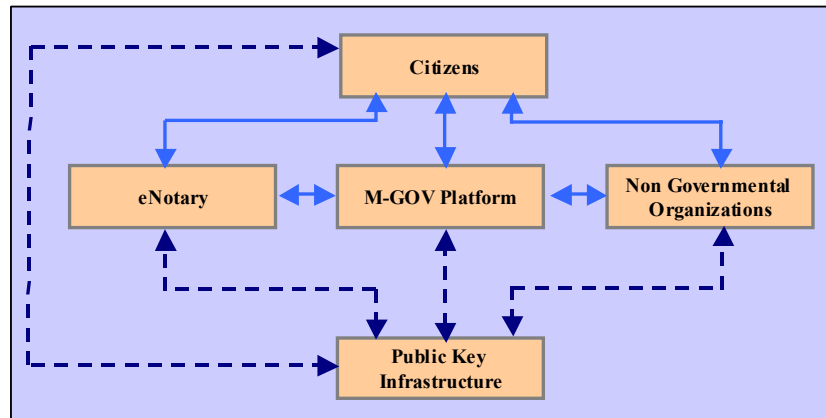 Citizens
eNotary
M-GOV Platform
Non Governmental
Organizations
Public Key
Infrastructure